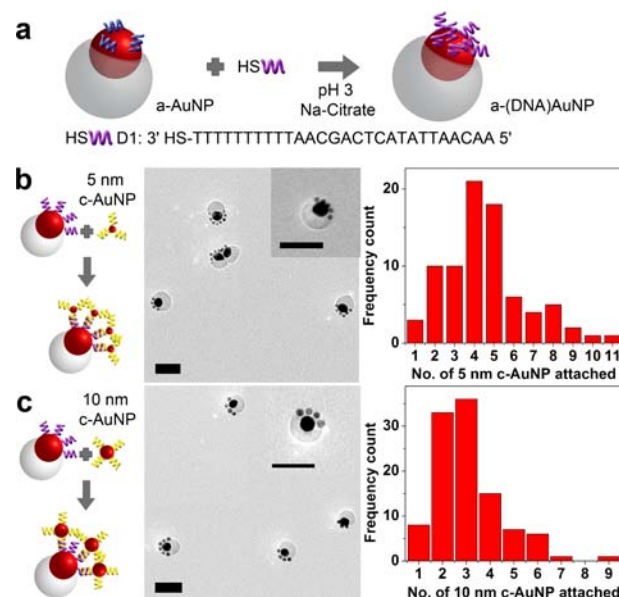 a
a-AuNP
HS
pH 3
Na-Citrate
a-(DNA)AuNP
HS D1: 3' HS-TTTTTTTTTTAACGACTCATATTAACAA 5'
b
5 nm
c-AuNP
Frequency count
20
10
0
1 2 3 4 5 6 7 8 9 10 11
No. of 5 nm c-AuNP attached
c
10 nm
c-AuNP
Frequency count
30
20
10
0
1 2 3 4 5 6 7 8 9
No. of 10 nm c-AuNP attached